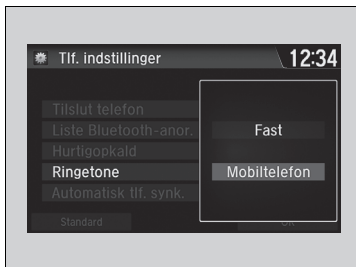 Tlf. indstillinger
12:34
Tilslut telefon
Liste Bluetooth-anor.
Hurtigopkald
Ringetone
Automatisk tlf. synk.
Fast
Mobiltelefon
Standard
OK